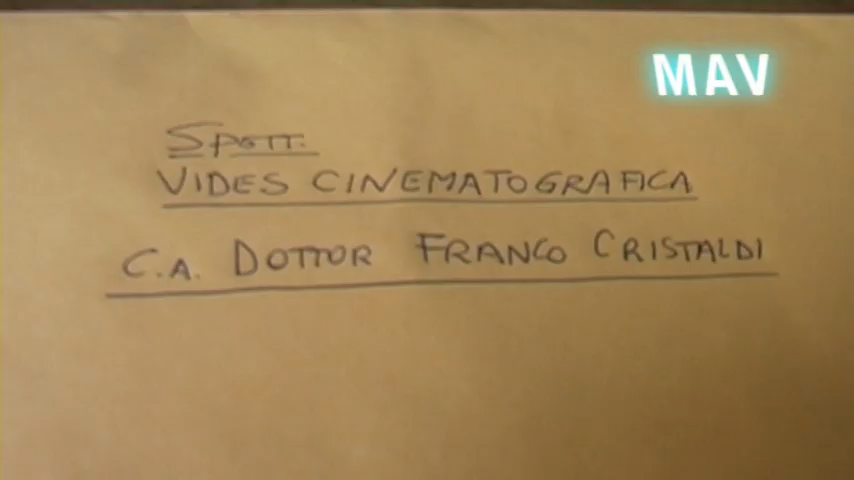 MAV
SPETT.
VIDES CINEMATOGRAFICA
C.A. DOTTOR FRANCO CRISTALDI